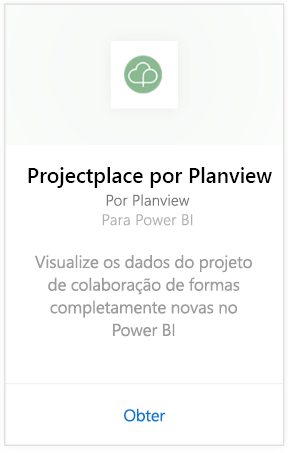 Projectplace por Planview
Por Planview
Para Power BI
Visualize os dados do projeto
de colaboração de formas
completamente novas no
Power BI
Obter